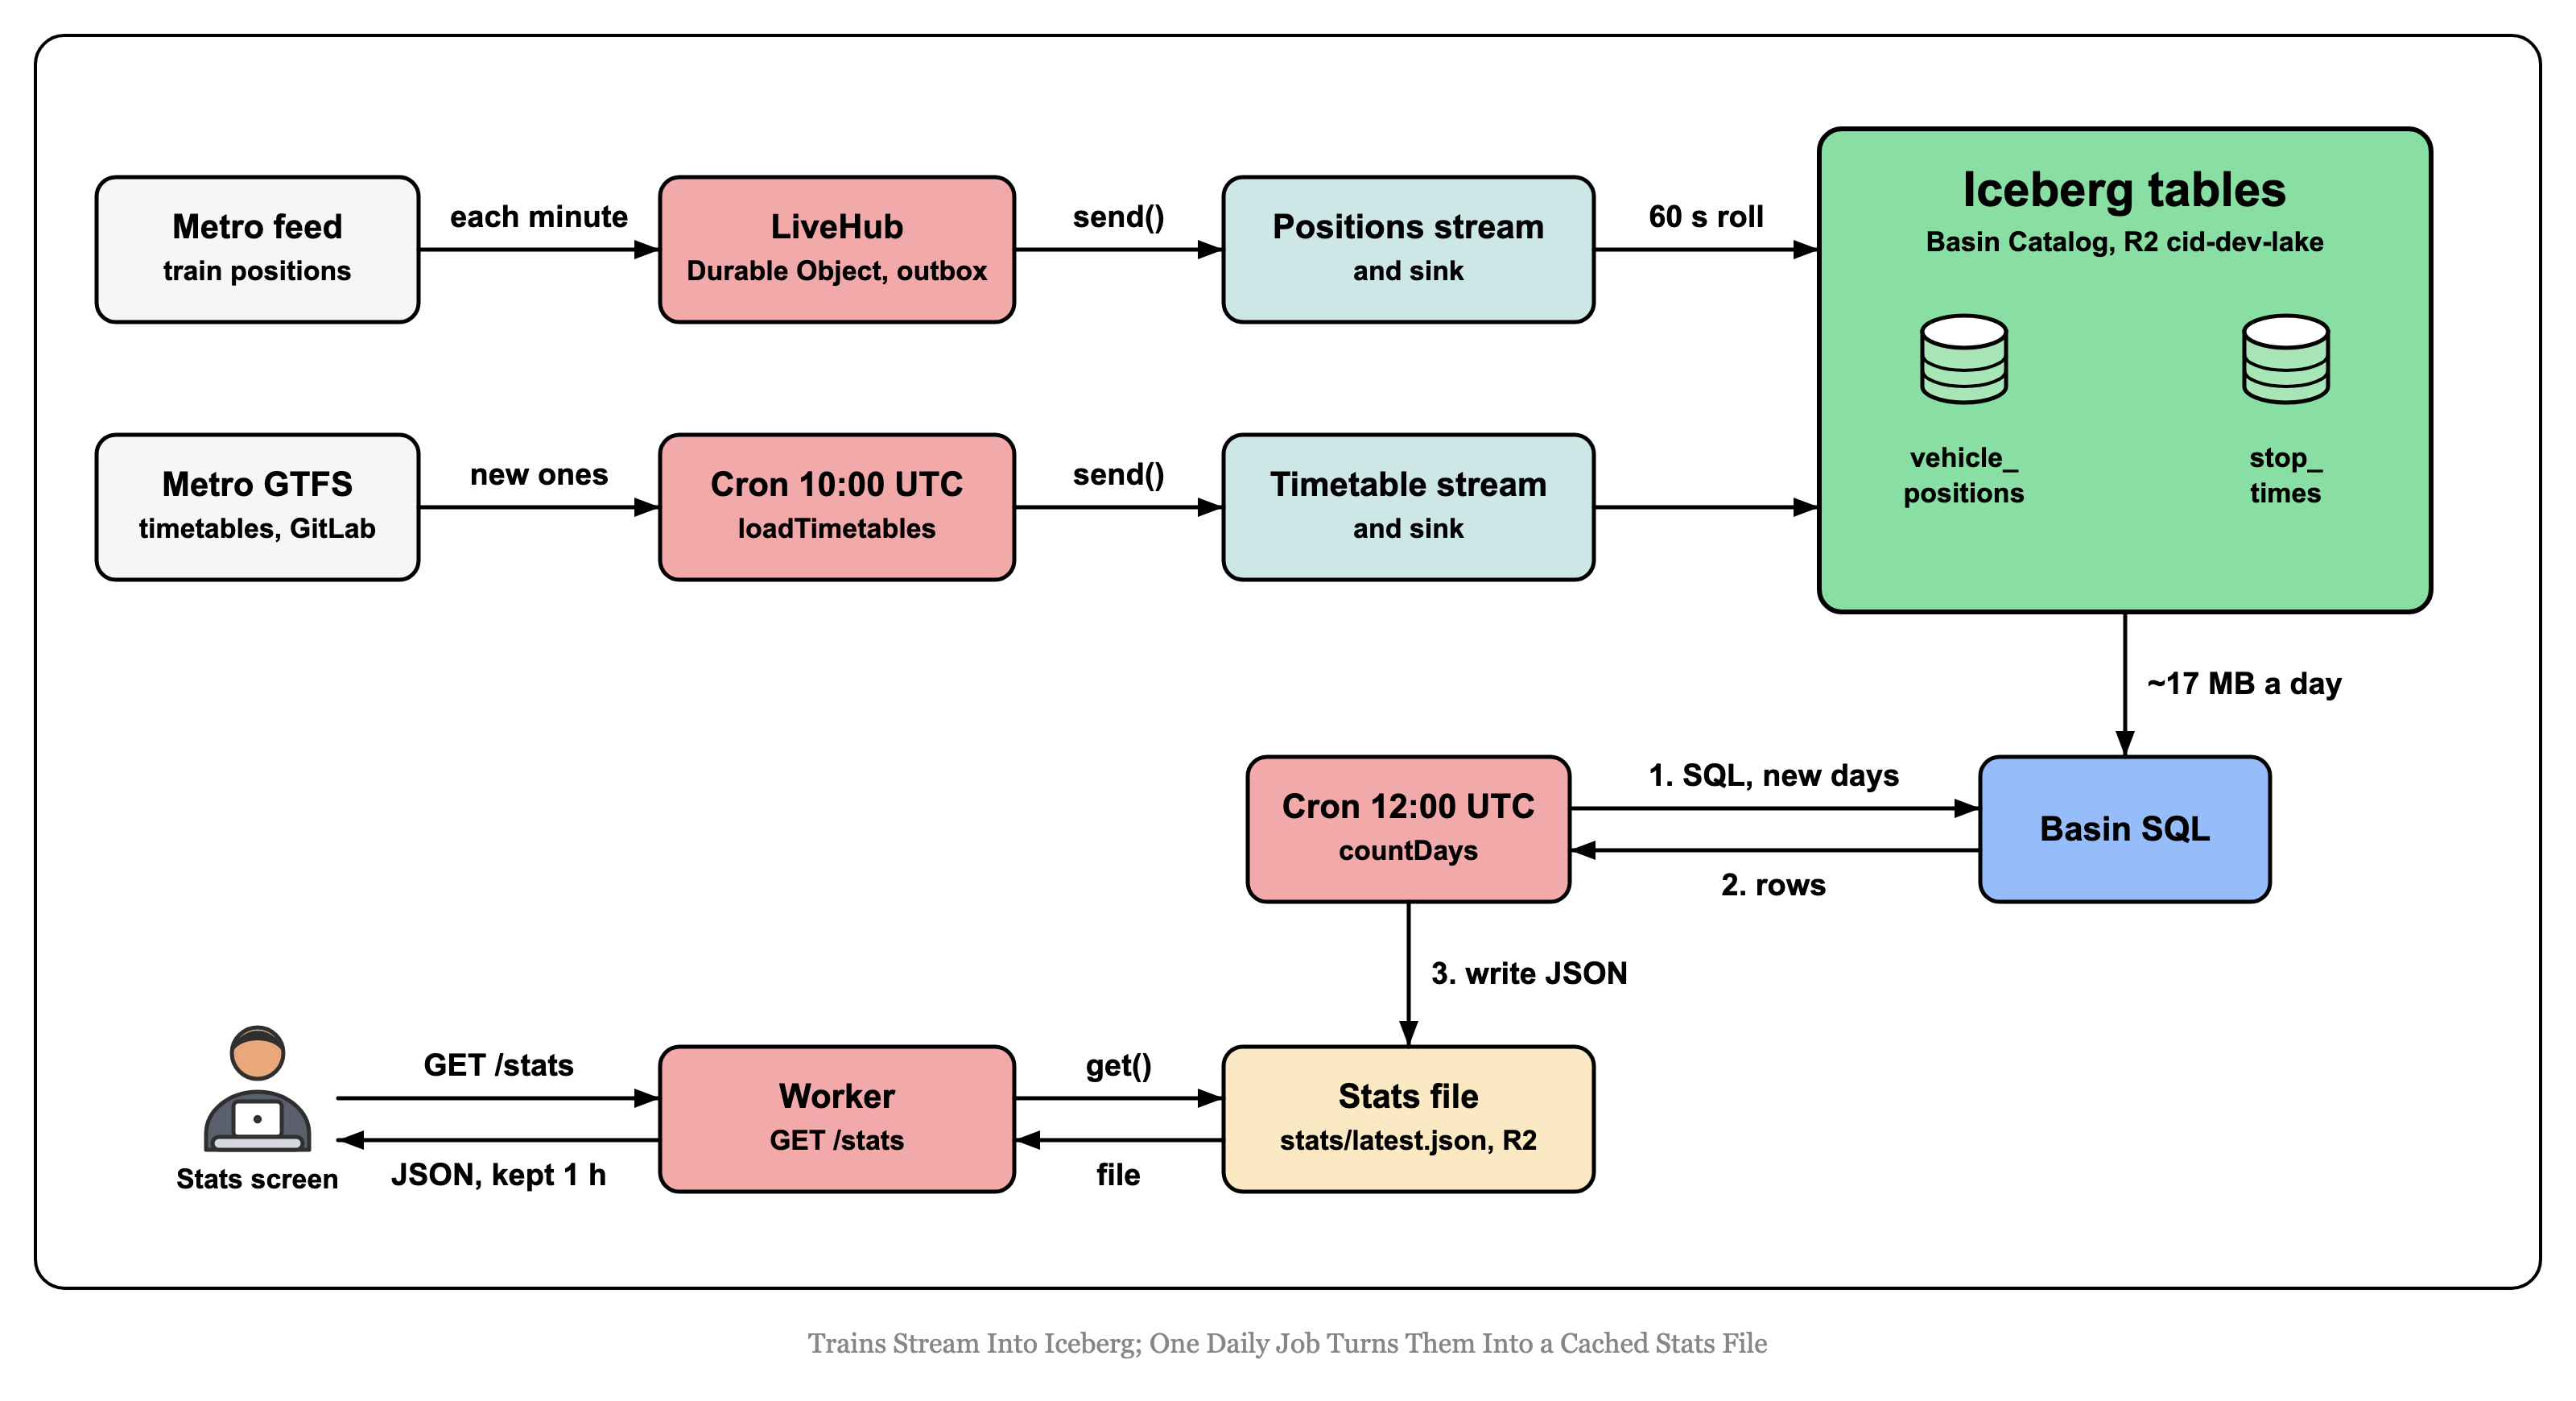 Metro feed
train positions
each minute
LiveHub
Durable Object, outbox
send()
Positions stream
and sink
60 s roll
Iceberg tables
Basin Catalog, R2 cid-dev-lake
vehicle_
positions
stop_
times
Metro GTFS
timetables, GitLab
new ones
Cron 10:00 UTC
loadTimetables
send()
Timetable stream
and sink
~17 MB a day
Cron 12:00 UTC
countDays
1. SQL, new days
2. rows
Basin SQL
3. write JSON
Stats screen
GET /stats
JSON, kept 1 h
Worker
GET /stats
get()
file
Stats file
stats/latest.json, R2
Trains Stream Into Iceberg; One Daily Job Turns Them Into a Cached Stats File